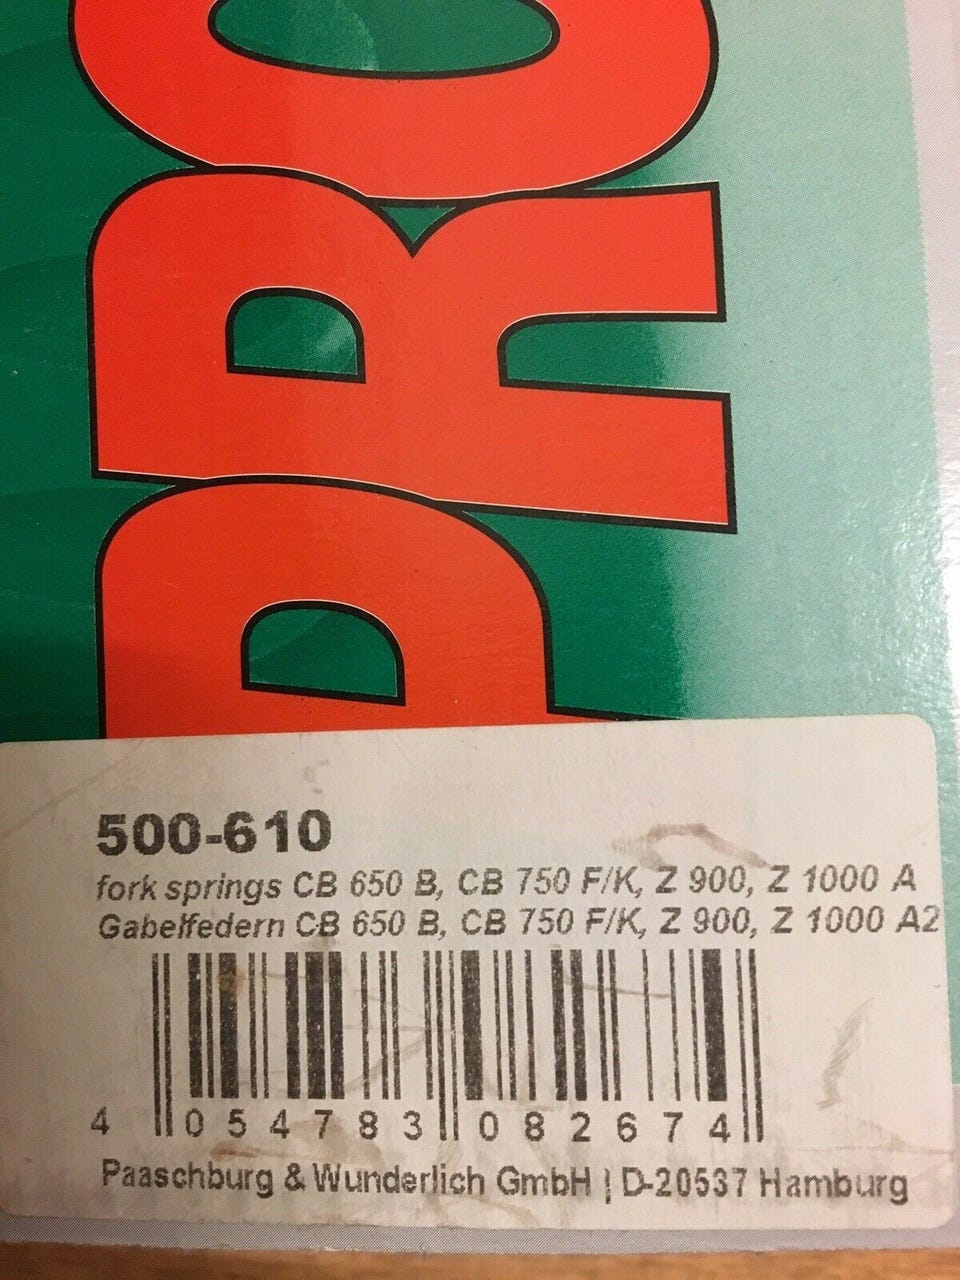 PRO
500-610
fork springs CB 650 B, CB 750 F/K, Z 900, Z 1000 A
Gabelfedern CB 650 B, CB 750 F/K, Z 900, Z 1000 A2
4 054783 082674
Paaschburg & Wunderlich GmbH | D-20537 Hamburg